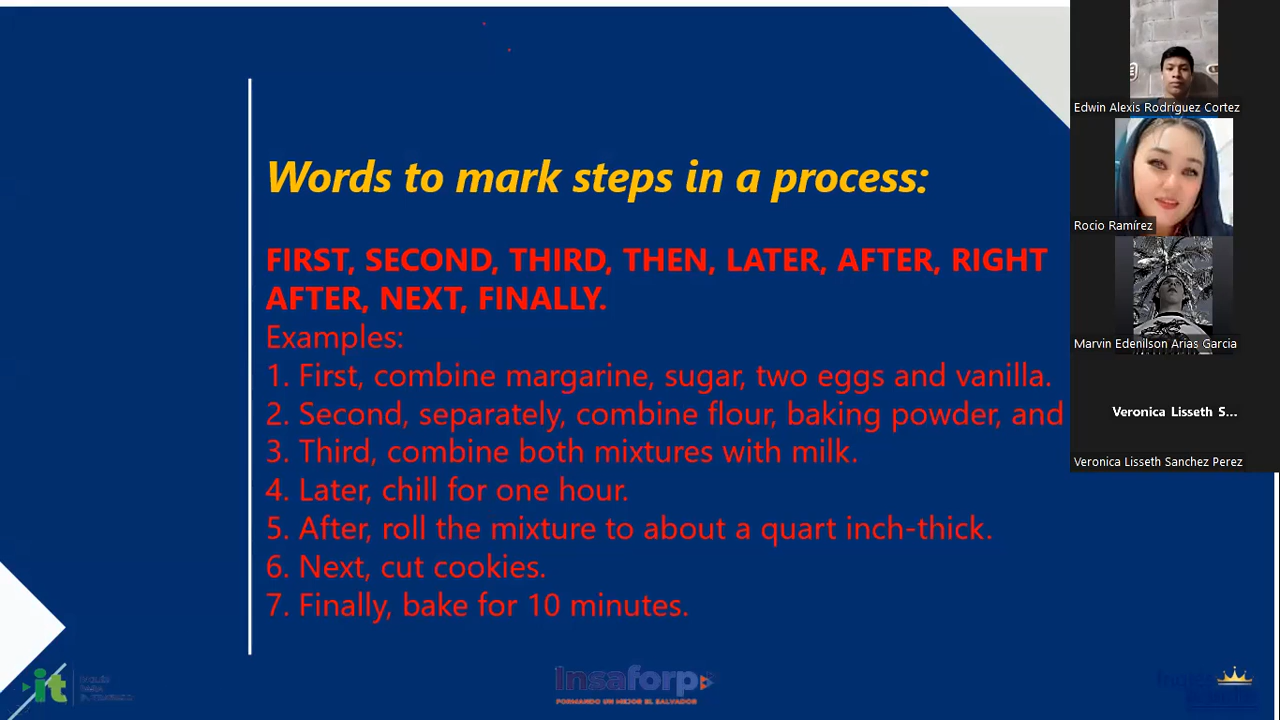 Words to mark steps in a process:
FIRST, SECOND, THIRD, THEN, LATER, AFTER, RIGHT
AFTER, NEXT, FINALLY.
Examples:
1. First, combine margarine, sugar, two eggs and vanilla.
2. Second, separately, combine flour, baking powder, and
3. Third, combine both mixtures with milk.
4. Later, chill for one hour.
5. After, roll the mixture to about a quart inch-thick.
6. Next, cut cookies.
7. Finally, bake for 10 minutes.
Edwin Alexis Rodríguez Cortez
Rocio Ramírez
Marvin Edenilson Arias Garcia
Veronica Lisseth S...
Veronica Lisseth Sanchez Perez
it
Insaforp
FORMANDO UN MEJOR EL SALVADOR